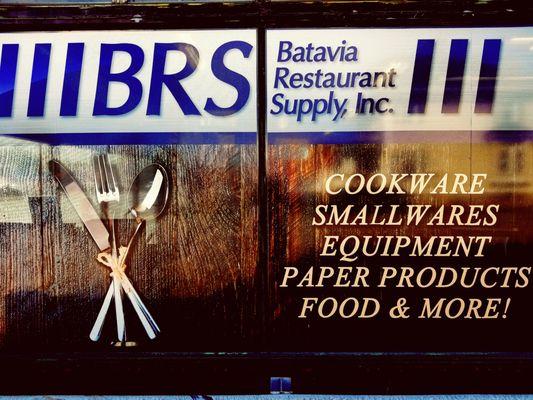 BRS
Batavia
Restaurant
Supply, Inc.
COOKWARE
SMALLWARES
EQUIPMENT
PAPER PRODUCTS
FOOD & MORE!